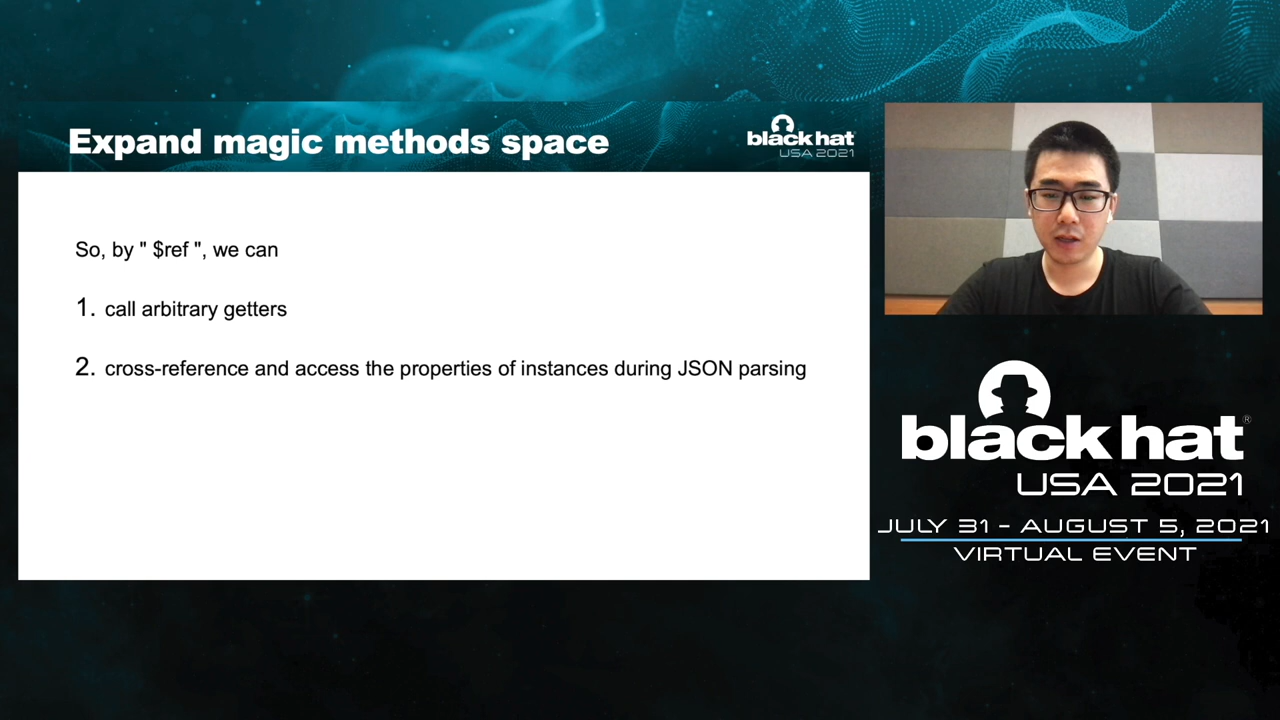 Expand magic methods space
black hat
USA 2021
So, by " $ref ", we can
1. call arbitrary getters
2. cross-reference and access the properties of instances during JSON parsing
black hat®
USA 2021
JULY 31 – AUGUST 5, 2021
VIRTUAL EVENT